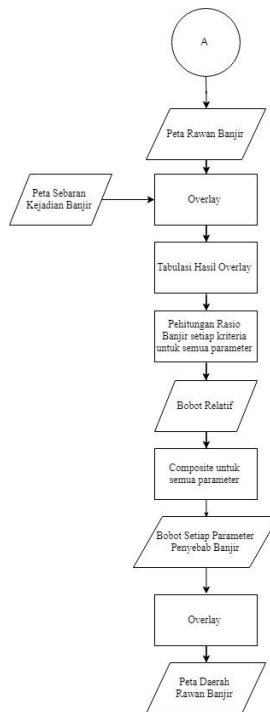 A
Peta Rawan Banjir
Peta Sebaran
Kejadian Banjir
Overlay
Tabulasi Hasil Overlay
Pehitungan Rasio
Banjir setiap kriteria
untuk semua parameter
Bobot Relatif
Composite untuk
semua parameter
Bobot Setiap Parameter
Penyebab Banjir
Overlay
Peta Daerah
Rawan Banjir